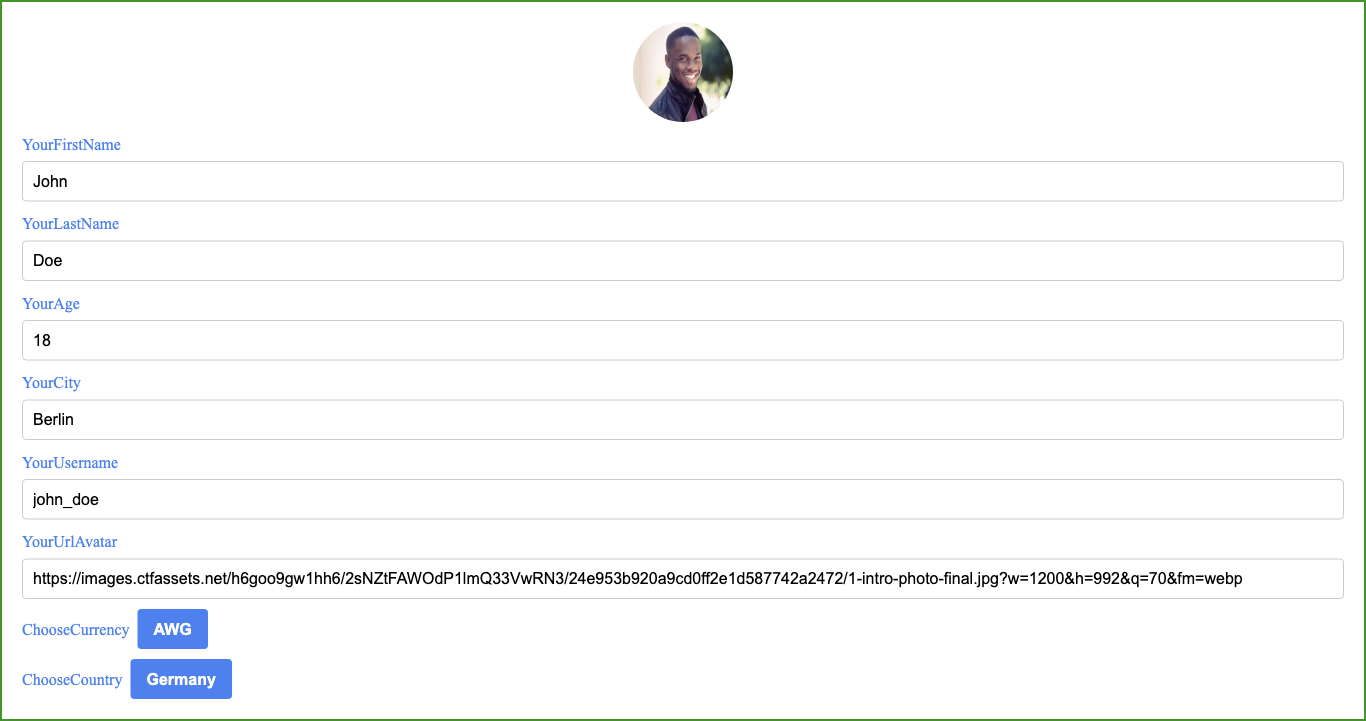 YourFirstName
John
YourLastName
Doe
YourAge
18
YourCity
Berlin
YourUsername
john_doe
YourUrlAvatar
https://images.ctfassets.net/h6goo9gw1hh6/2sNZtFAWOdP1lmQ33VwRN3/24e953b920a9cd0ff2e1d587742a2472/1-intro-photo-final.jpg?w=1200&h=992&q=70&fm=webp
ChooseCurrency AWG
ChooseCountry Germany